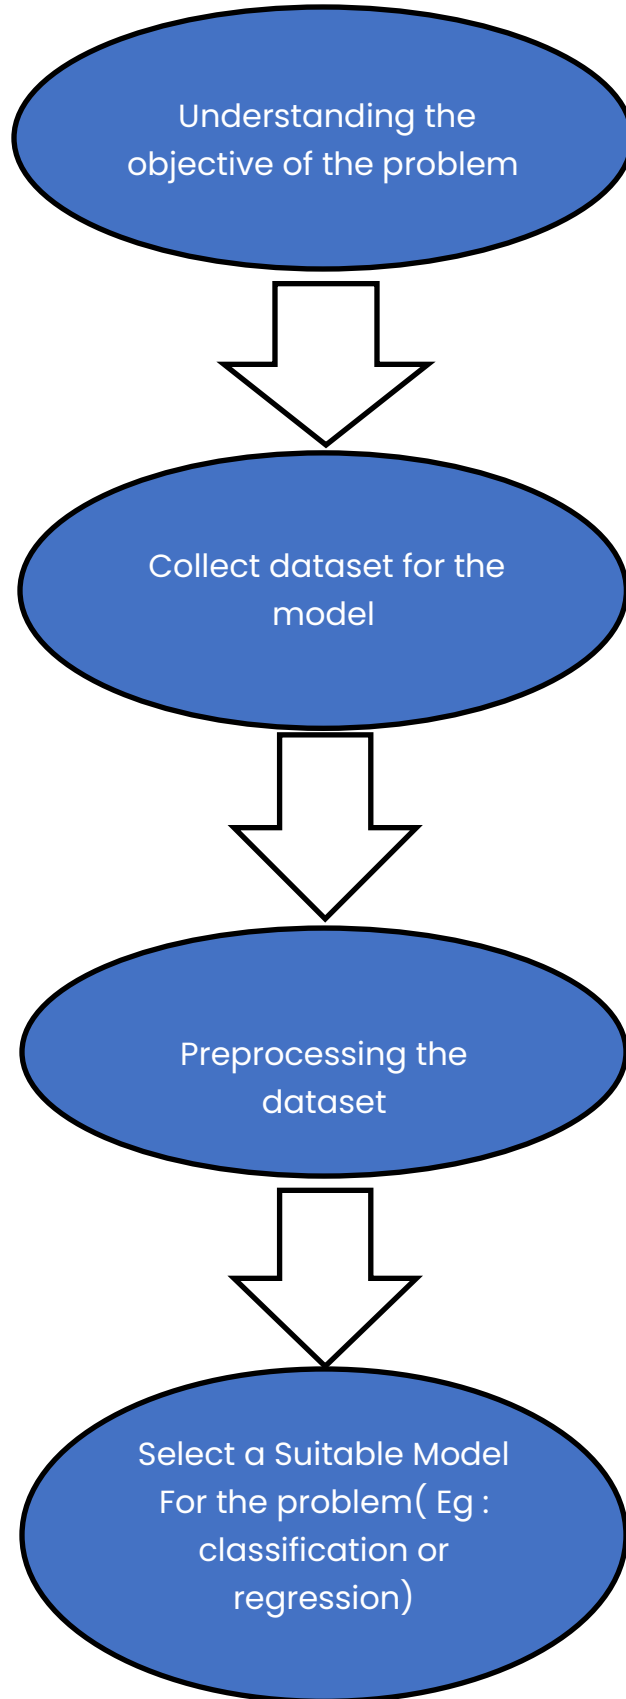 Understanding the
objective of the problem
Collect dataset for the
model
Preprocessing the
dataset
Select a Suitable Model
For the problem( Eg :
classification or
regression)